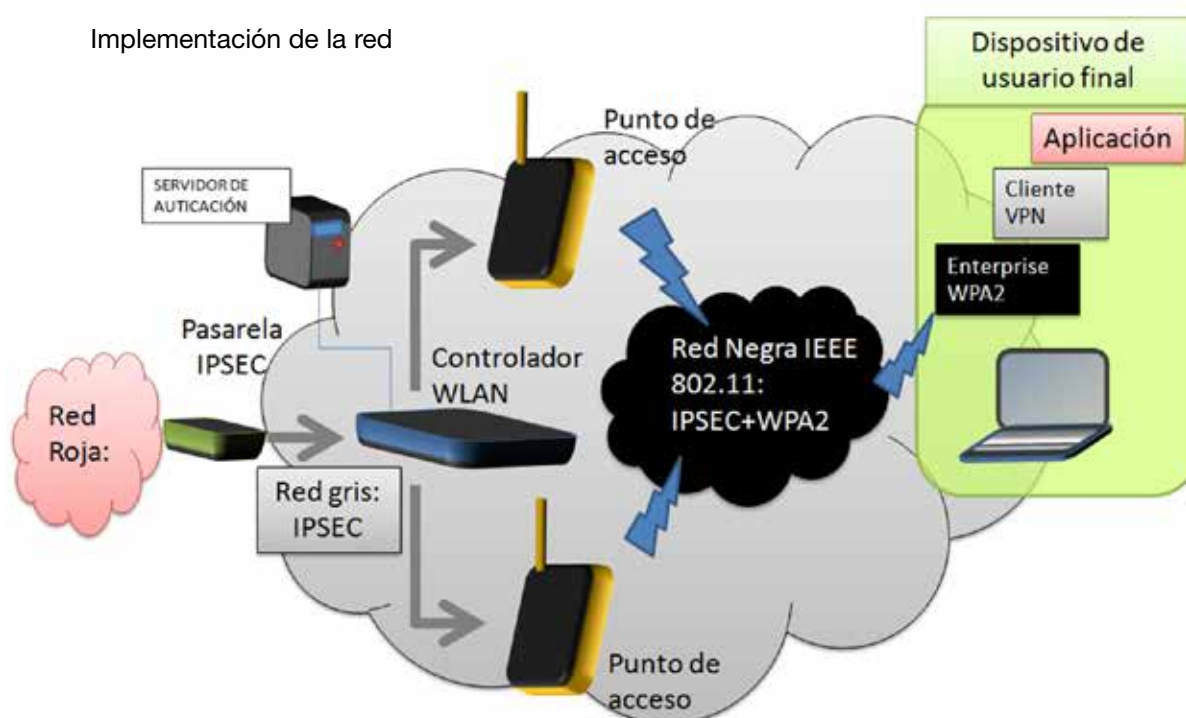 Implementación de la red
Dispositivo de
usuario final
Punto de
acceso
Aplicación
SERVIDOR DE
AUTICACIÓN
Cliente
VPN
Enterprise
WPA2
Pasarela
IPSEC
Controlador
WLAN
Red Negra IEEE
802.11:
IPSEC+WPA2
Red
Roja:
Red gris:
IPSEC
Punto de
acceso